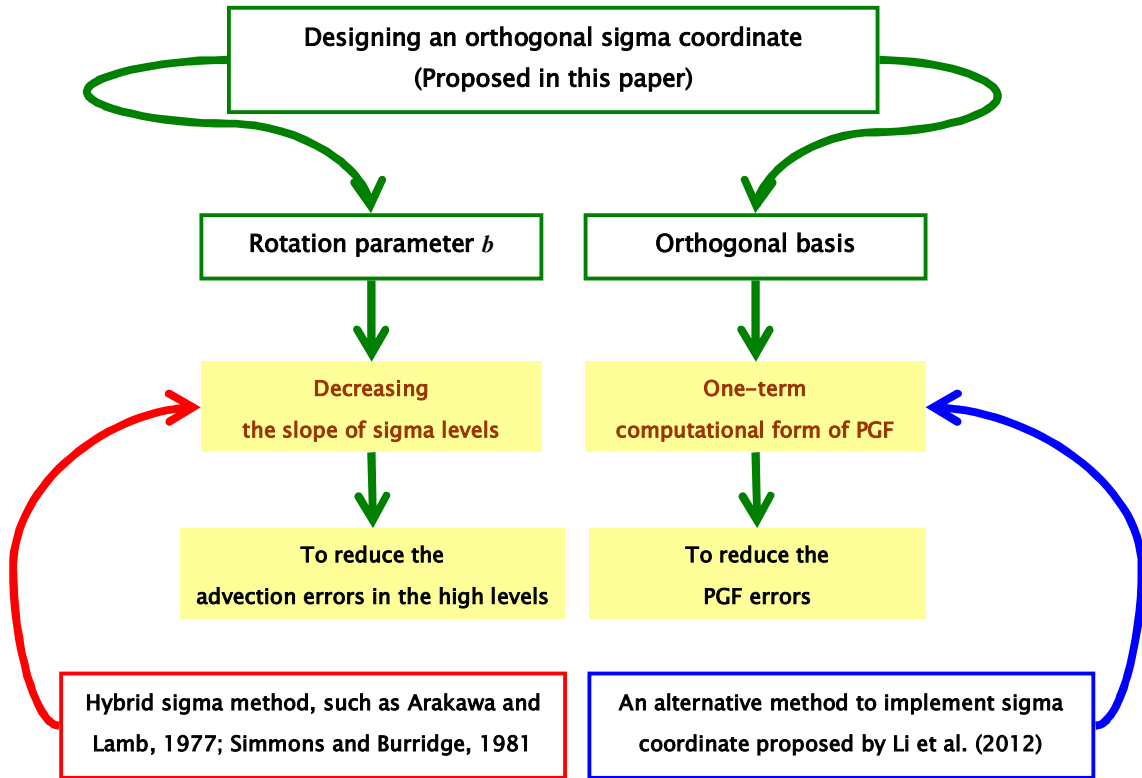 Designing an orthogonal sigma coordinate
(Proposed in this paper)
Rotation parameter b
Orthogonal basis
Decreasing
the slope of sigma levels
One-term
computational form of PGF
To reduce the
advection errors in the high levels
To reduce the
PGF errors
Hybrid sigma method, such as Arakawa and
Lamb, 1977; Simmons and Burridge, 1981
An alternative method to implement sigma
coordinate proposed by Li et al. (2012)